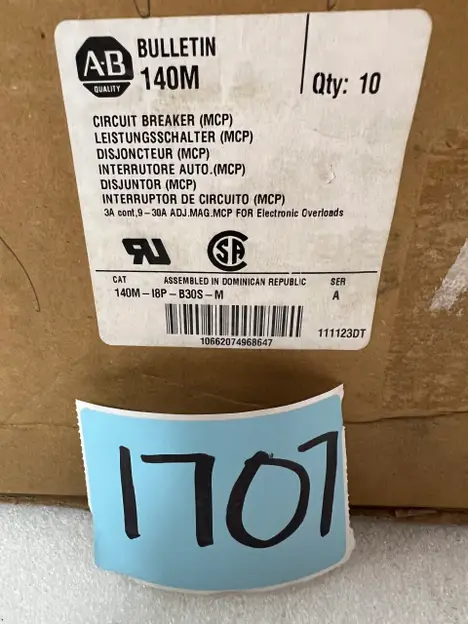 A-B
QUALITY
BULLETIN
140M
Qty: 10
CIRCUIT BREAKER (MCP)
LEISTUNGSSCHALTER (MCP)
DISJONCTEUR (MCP)
INTERRUTORE AUTO.(MCP)
DISJUNTOR (MCP)
INTERRUPTOR DE CIRCUITO (MCP)
3A cont,9-30A ADJ.MAG.MCP FOR Electronic Overloads
RU
CSA
CAT ASSEMBLED IN DOMINICAN REPUBLIC SER
140M-I8P-B30S-M A
10662074968647
111123DT
1707